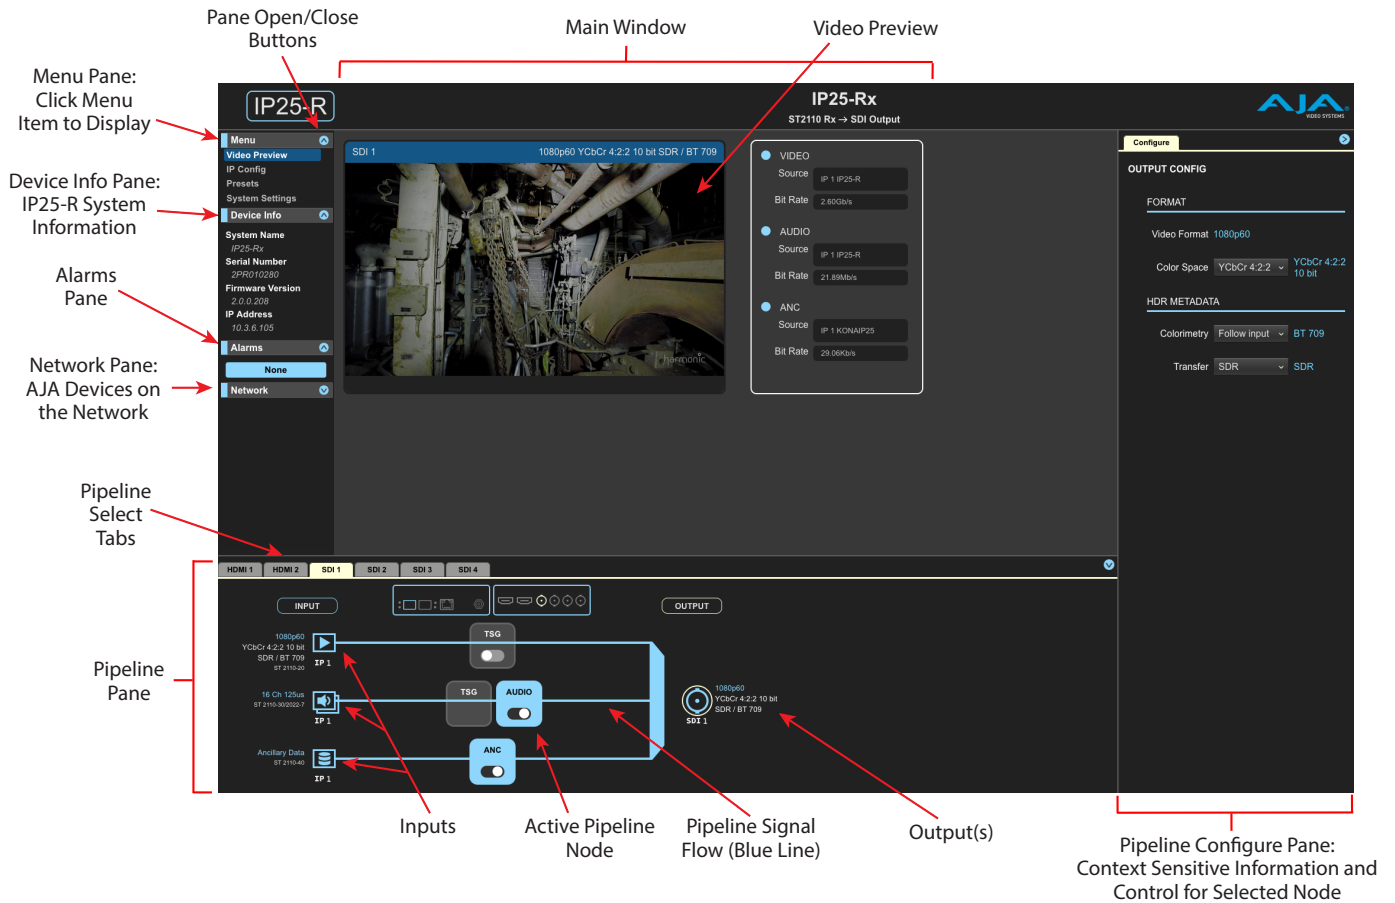 Pane Open/Close
Buttons
Main Window
Video Preview
Menu Pane:
Click Menu
Item to Display
Device Info Pane:
IP25-R System
Information
Alarms
Pane
Network Pane:
AJA Devices on
the Network
Pipeline
Select
Tabs
Pipeline
Pane
IP25-R
IP25-Rx
ST2110 Rx → SDI Output
AJA
VIDEO SYSTEMS
Menu
Video Preview
IP Config
Presets
System Settings
Device Info
System Name
IP25-Rx
Serial Number
2PR010280
Firmware Version
2.0.0.208
IP Address
10.3.6.105
Alarms
None
Network
SDI 1
1080p60 YCbCr 4:2:2 10 bit SDR / BT 709
harmonic
VIDEO
Source
IP 1 IP25-R
Bit Rate
2.60Gb/s
AUDIO
Source
IP 1 IP25-R
Bit Rate
21.89Mb/s
ANC
Source
IP 1 KONAIP25
Bit Rate
29.06Kb/s
Configure
OUTPUT CONFIG
FORMAT
Video Format 1080p60
Color Space YCbCr 4:2:2 YCbCr 4:2:2
10 bit
HDR METADATA
Colorimetry Follow input BT 709
Transfer SDR SDR
HDMI 1
HDMI 2
SDI 1
SDI 2
SDI 3
SDI 4
INPUT
OUTPUT
1080p60
YCbCr 4:2:2 10 bit
SDR / BT 709
ST 2110-20
IP 1
TSG
16 Ch 125us
ST 2110-30/2022-7
IP 1
TSG
AUDIO
1080p60
YCbCr 4:2:2 10 bit
SDR / BT 709
SDI 1
Ancillary Data
ST 2110-40
IP 1
ANC
Inputs
Active Pipeline
Node
Pipeline Signal
Flow (Blue Line)
Output(s)
Pipeline Configure Pane:
Context Sensitive Information and
Control for Selected Node